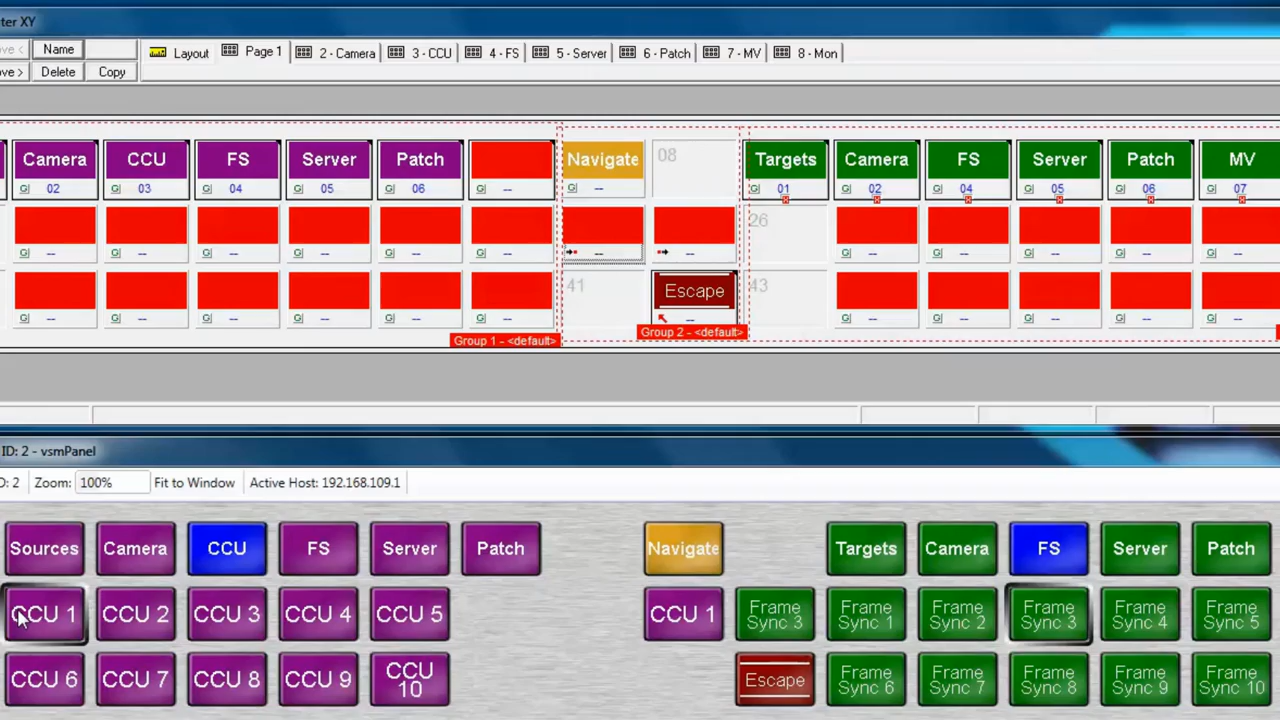 ter XY
ve < Name
ove > Delete Copy
Layout Page 1 2 - Camera 3 - CCU 4 - FS 5 - Server 6 - Patch 7 - MV 8 - Mon
Camera CCU FS Server Patch Navigate 08 Targets Camera FS Server Patch MV
G| 02 G| 03 G| 04 G| 05 G| 06 G| -- G| -- G| 01 G| 02 G| 04 G| 05 G| 06 G| 07
26
G| -- G| -- G| -- G| -- G| -- G| -- -- -- G| -- G| -- G| -- G| -- G| --
41 Escape 43
G| -- G| -- G| -- G| -- G| -- G| -- -- G| -- G| -- G| -- G| -- G| --
Group 1 - <default> Group 2 - <default>
ID: 2 - vsmPanel
D: 2 Zoom: 100% Fit to Window Active Host: 192.168.109.1
Sources Camera CCU FS Server Patch Navigate Targets Camera FS Server Patch
CCU 1 CCU 2 CCU 3 CCU 4 CCU 5 CCU 1 Frame Sync 3 Frame Sync 1 Frame Sync 2 Frame Sync 3 Frame Sync 4 Frame Sync 5
CCU 6 CCU 7 CCU 8 CCU 9 CCU 10 Escape Frame Sync 6 Frame Sync 7 Frame Sync 8 Frame Sync 9 Frame Sync 10